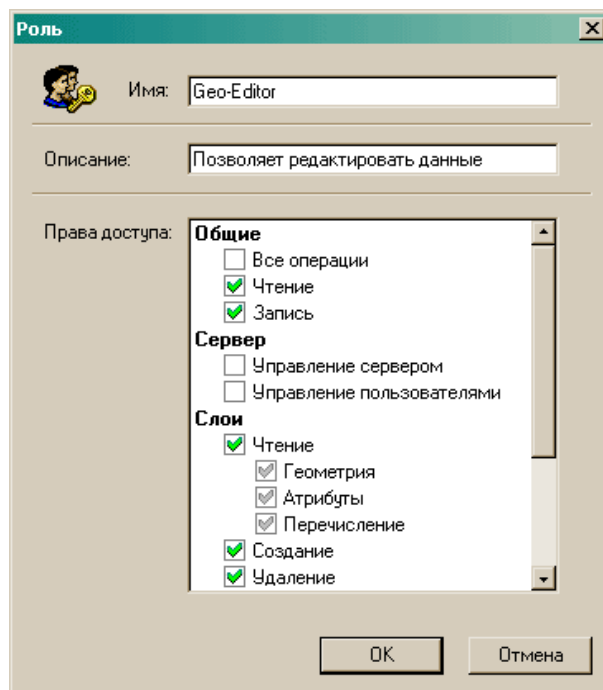 Роль
Имя: Geo-Editor
Описание: Позволяет редактировать данные
Права доступа:
Общие
Все операции
Чтение
Запись
Сервер
Управление сервером
Управление пользователями
Слои
Чтение
Геометрия
Атрибуты
Перечисление
Создание
Удаление
OK Отмена